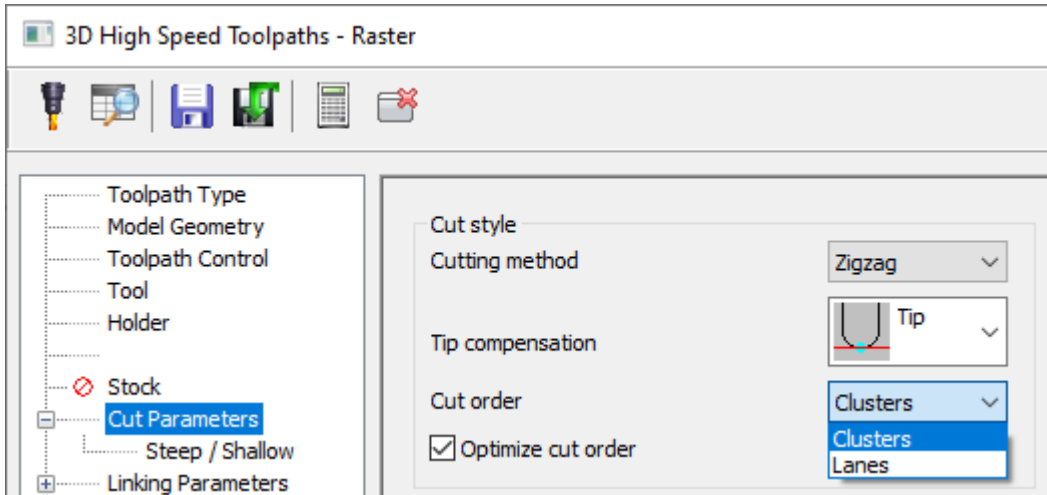 3D High Speed Toolpaths - Raster
Toolpath Type
Model Geometry
Toolpath Control
Tool
Holder
Stock
Cut Parameters
Steep / Shallow
Linking Parameters
Cut style
Cutting method
Zigzag
Tip compensation
Tip
Cut order
Clusters
Clusters
Lanes
Optimize cut order